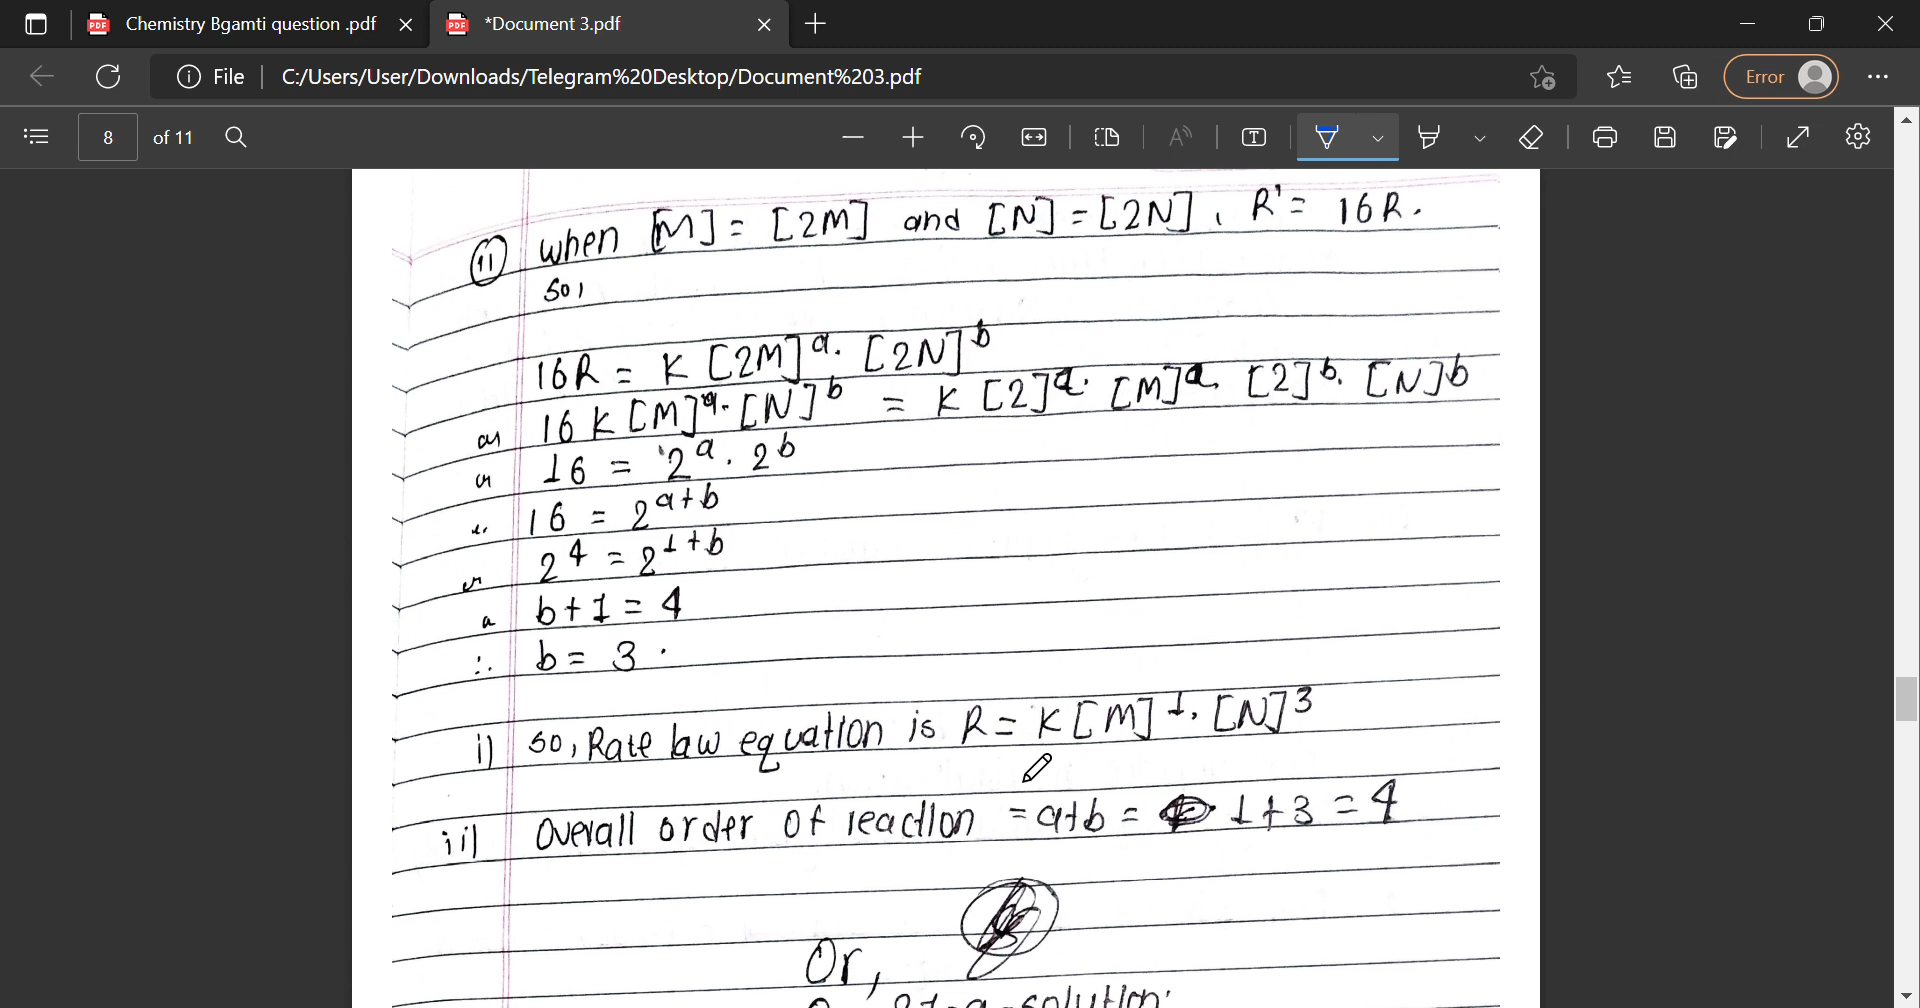 Chemistry Bgamti question .pdf
*Document 3.pdf
File
C:/Users/User/Downloads/Telegram%20Desktop/Document%203.pdf
Error
8 of 11
(ii) when [M] = [2M] and [N] = [2N], R' = 16R.
so,
16R = K [2M]^a. [2N]^b
or 16 K [M]^a. [N]^b = K [2]^a. [M]^a. [2]^b. [N]^b
or 16 = 2^a. 2^b
16 = 2^a+b
or 2^4 = 2^1+b
b+1 = 4
∴ b = 3.
i) so, Rate law equation is R = K [M]^1. [N]^3
ii) Overall order of reaction = a+b = 1+3 = 4
Or,
solution: